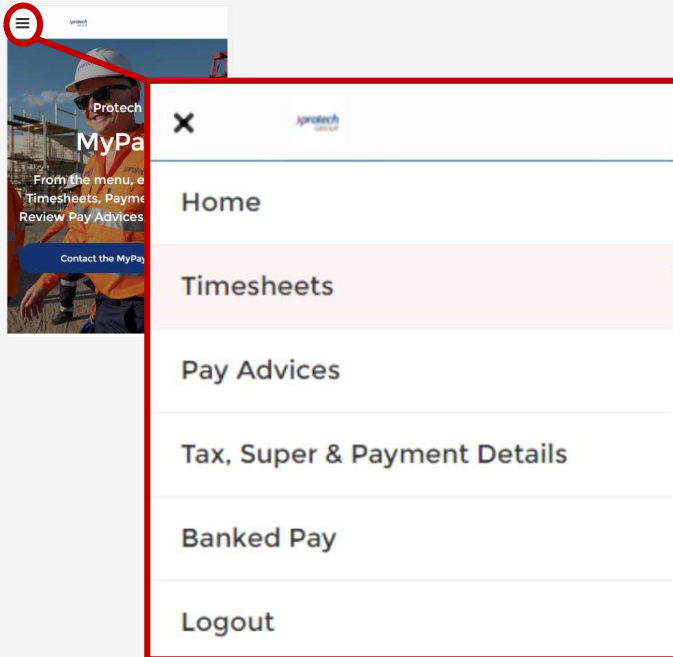 protech
GROUP
Protech
MyPa
From the menu, e
Timesheets, Payme
Review Pay Advices
Contact the MyPay
protech
GROUP
Home
Timesheets
Pay Advices
Tax, Super & Payment Details
Banked Pay
Logout